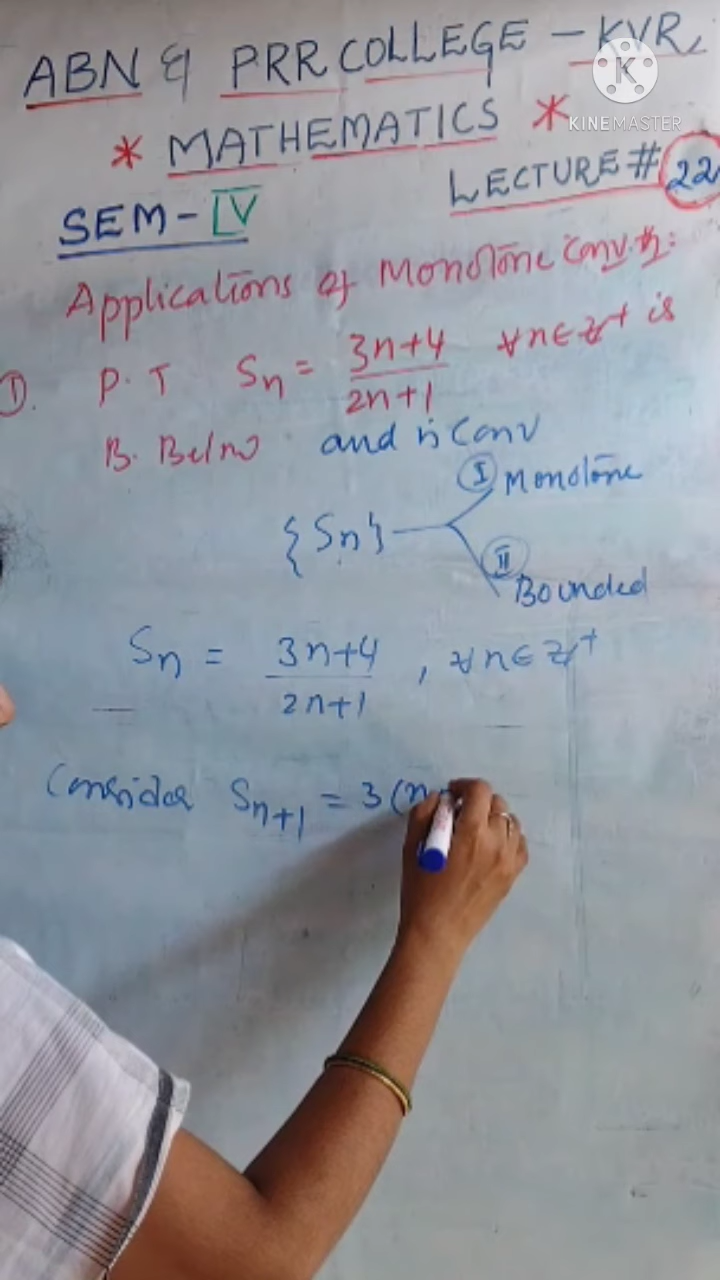 ABN & PRR COLLEGE - KVR
KINEMASTER
* MATHEMATICS *
LECTURE # 22
SEM - IV
Applications of Monotone Conv. th:
①. P.T Sn = (3n+4)/(2n+1) ∀ n ∈ Z⁺ is
B. Below and is Conv
{Sn} Ⓘ Monotone
Ⓘⓘ Bounded
Sn = (3n+4)/(2n+1) , ∀ n ∈ Z⁺
Consider Sn+1 = 3(n